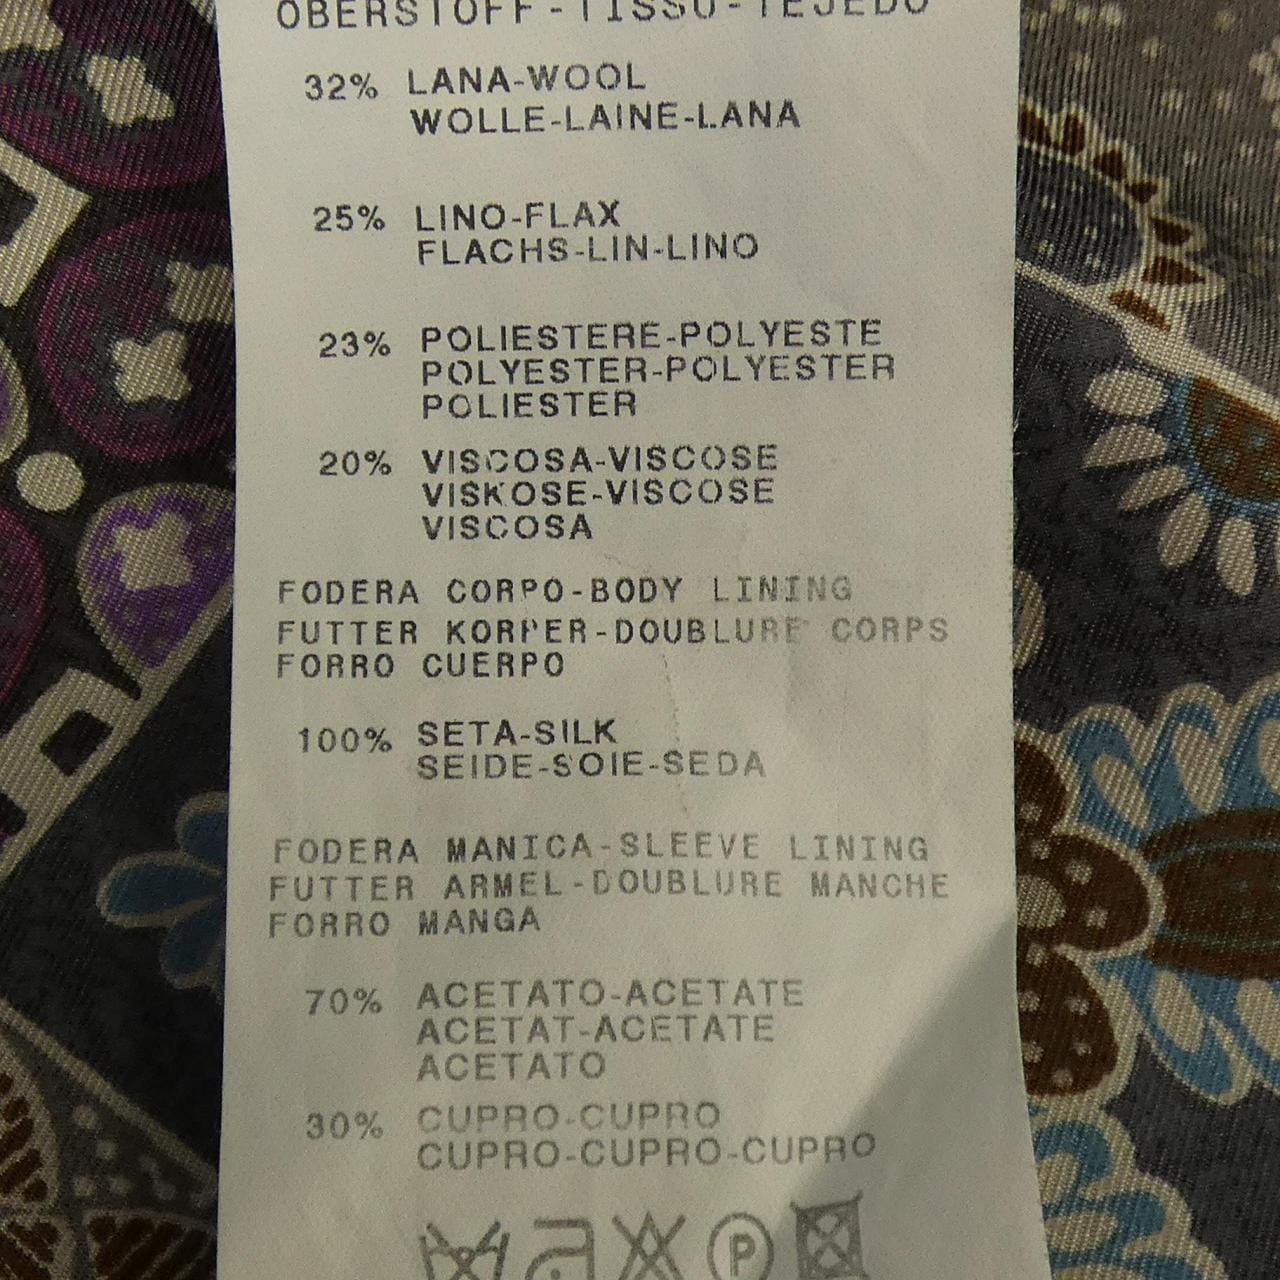 OBERSTOFF-TISSU-TEJEDO
32% LANA-WOOL
WOLLE-LAINE-LANA
25% LINO-FLAX
FLACHS-LIN-LINO
23% POLIESTERE-POLYESTE
POLYESTER-POLYESTER
POLIESTER
20% VISCOSA-VISCOSE
VISKOSE-VISCOSE
VISCOSA
FODERA CORPO-BODY LINING
FUTTER KORPER-DOUBLURE CORPS
FORRO CUERPO
100% SETA-SILK
SEIDE-SOIE-SEDA
FODERA MANICA-SLEEVE LINING
FUTTER ARMEL-DOUBLURE MANCHE
FORRO MANGA
70% ACETATO-ACETATE
ACETAT-ACETATE
ACETATO
30% CUPRO-CUPRO
CUPRO-CUPRO-CUPRO
P